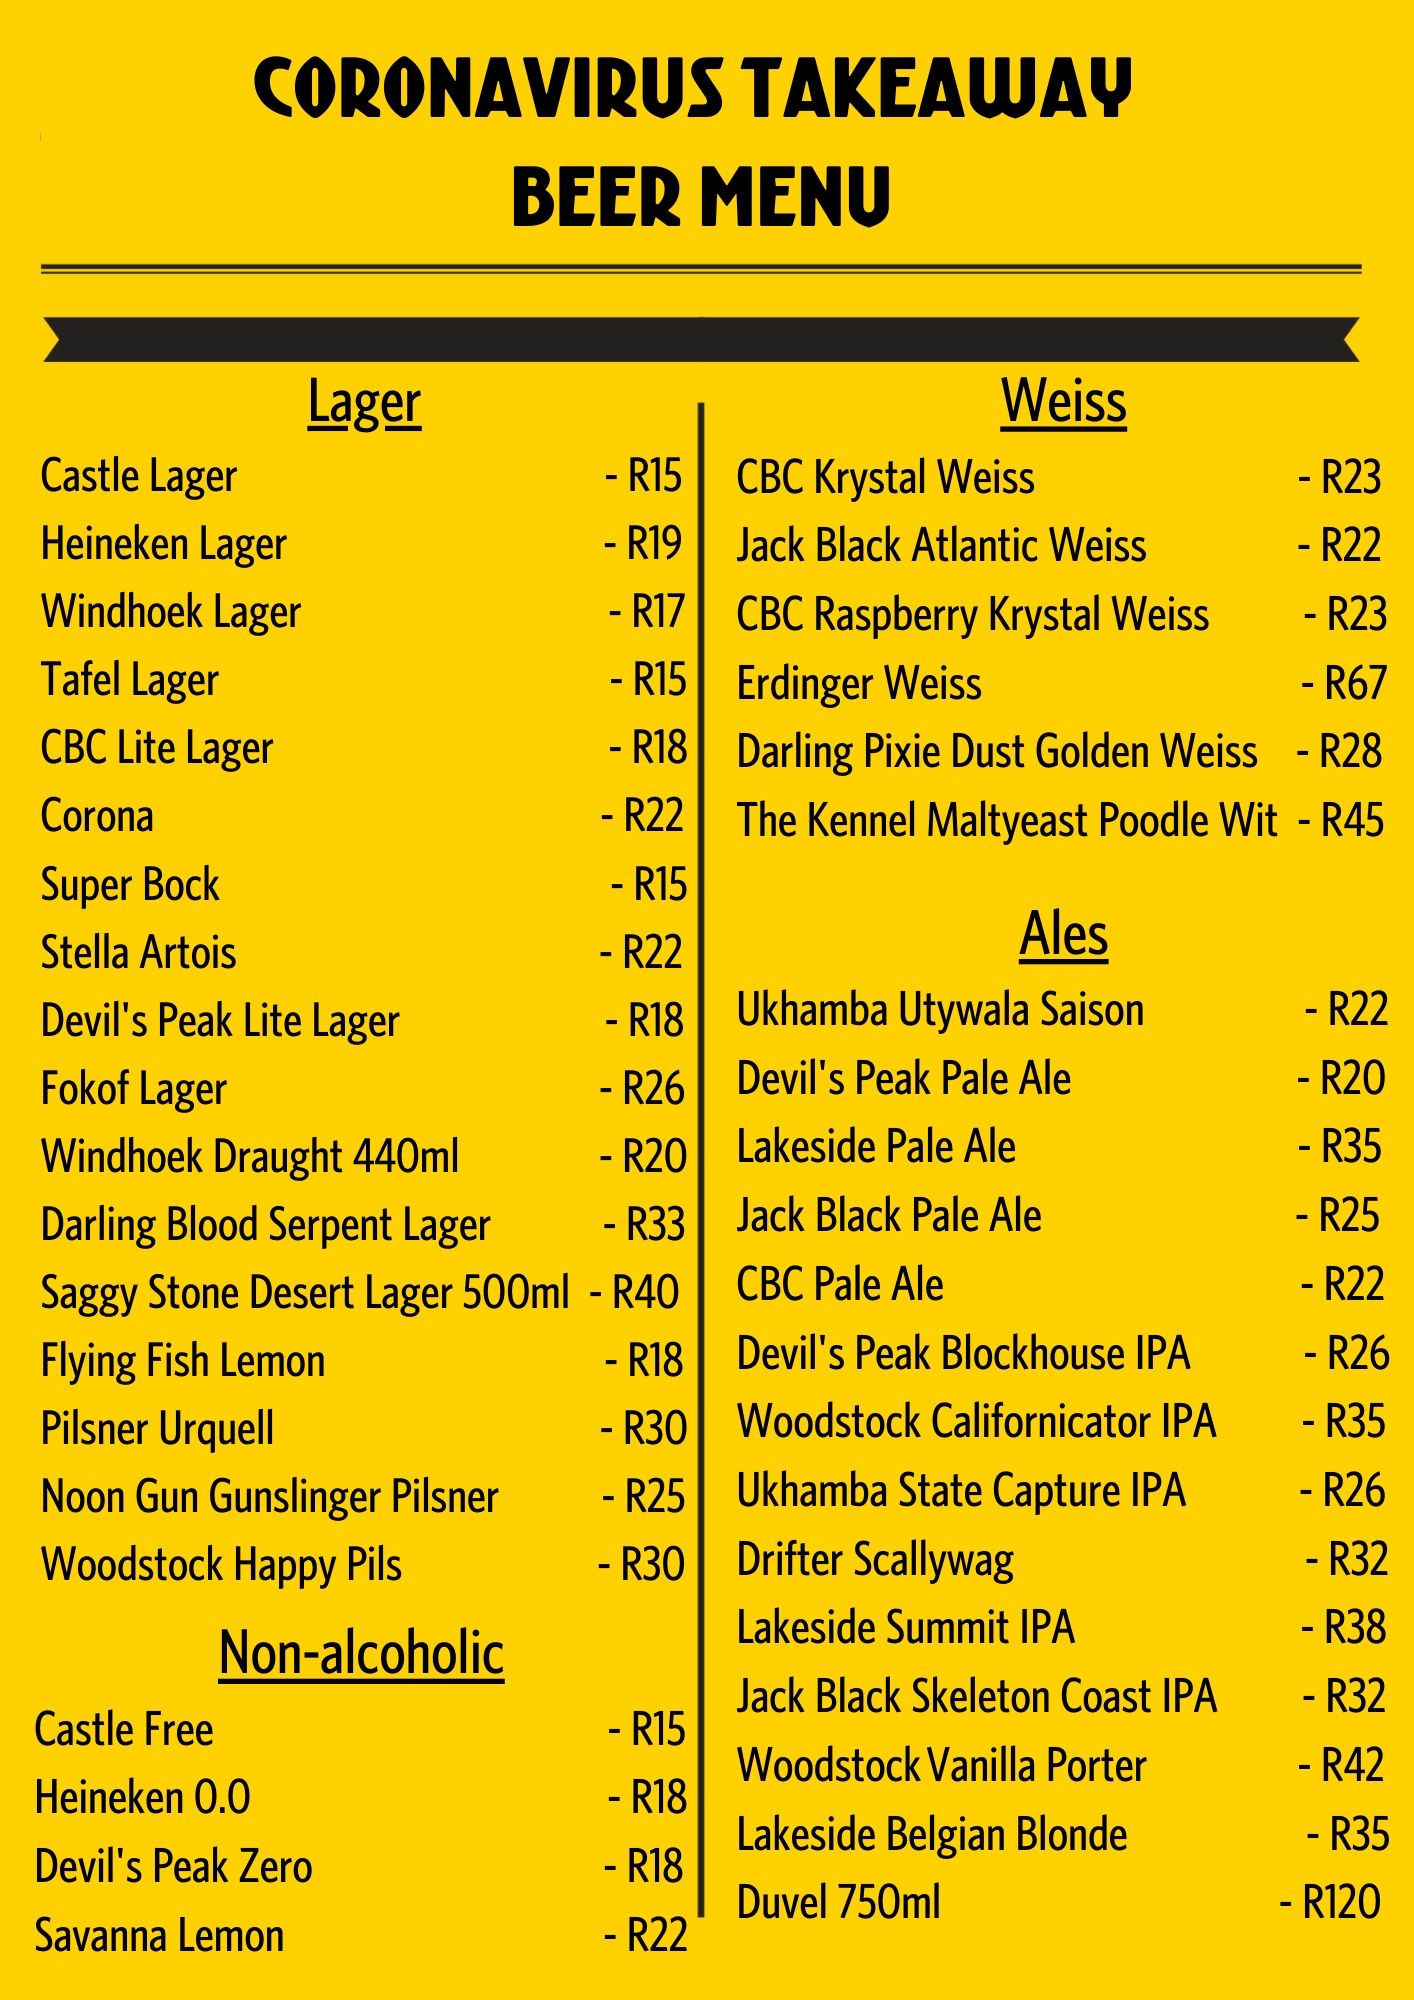 CORONAVIRUS TAKEAWAY
BEER MENU
Lager
Castle Lager - R15
Heineken Lager - R19
Windhoek Lager - R17
Tafel Lager - R15
CBC Lite Lager - R18
Corona - R22
Super Bock - R15
Stella Artois - R22
Devil's Peak Lite Lager - R18
Fokof Lager - R26
Windhoek Draught 440ml - R20
Darling Blood Serpent Lager - R33
Saggy Stone Desert Lager 500ml - R40
Flying Fish Lemon - R18
Pilsner Urquell - R30
Noon Gun Gunslinger Pilsner - R25
Woodstock Happy Pils - R30
Non-alcoholic
Castle Free - R15
Heineken 0.0 - R18
Devil's Peak Zero - R18
Savanna Lemon - R22
Weiss
CBC Krystal Weiss - R23
Jack Black Atlantic Weiss - R22
CBC Raspberry Krystal Weiss - R23
Erdinger Weiss - R67
Darling Pixie Dust Golden Weiss - R28
The Kennel Maltyeast Poodle Wit - R45
Ales
Ukhamba Utywala Saison - R22
Devil's Peak Pale Ale - R20
Lakeside Pale Ale - R35
Jack Black Pale Ale - R25
CBC Pale Ale - R22
Devil's Peak Blockhouse IPA - R26
Woodstock Californicator IPA - R35
Ukhamba State Capture IPA - R26
Drifter Scallywag - R32
Lakeside Summit IPA - R38
Jack Black Skeleton Coast IPA - R32
Woodstock Vanilla Porter - R42
Lakeside Belgian Blonde - R35
Duvel 750ml - R120